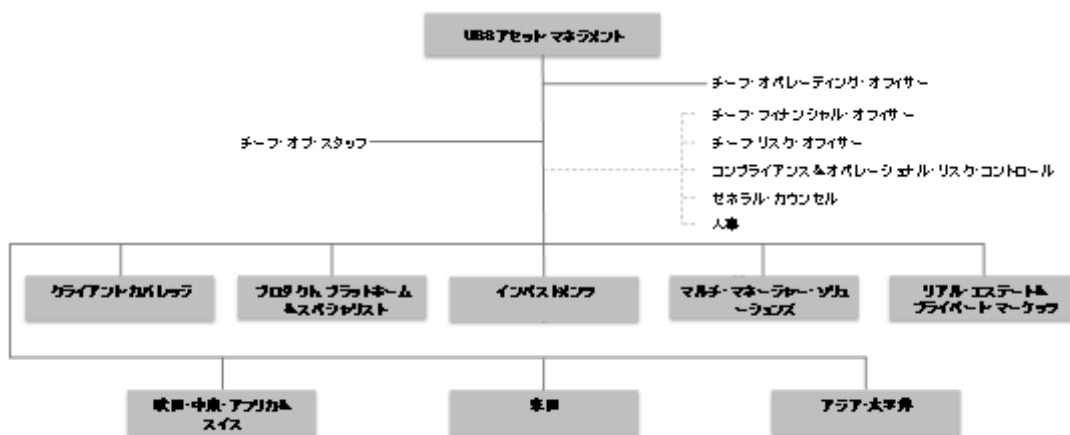 UBSアセット・マネジメント
チーフ・オペレーティング・オフィサー
チーフ・フィナンシャル・オフィサー
チーフ・オブ・スタッフ
チーフ リスク・オフィサー
コンプライアンス&オペレーショナル・リスク・コントロール
ゼネラル・カウンセル
人事
クライアント・カバレッジ
プロダクト プラットホーム
&スペシャリスト
インベストメンツ
マルチ・マネージャー・ソリュ
ーションズ
リアル・エステート&
プライベート マーケッツ
欧州・中東・アフリカ&
スイス
米国
アジア・太平洋